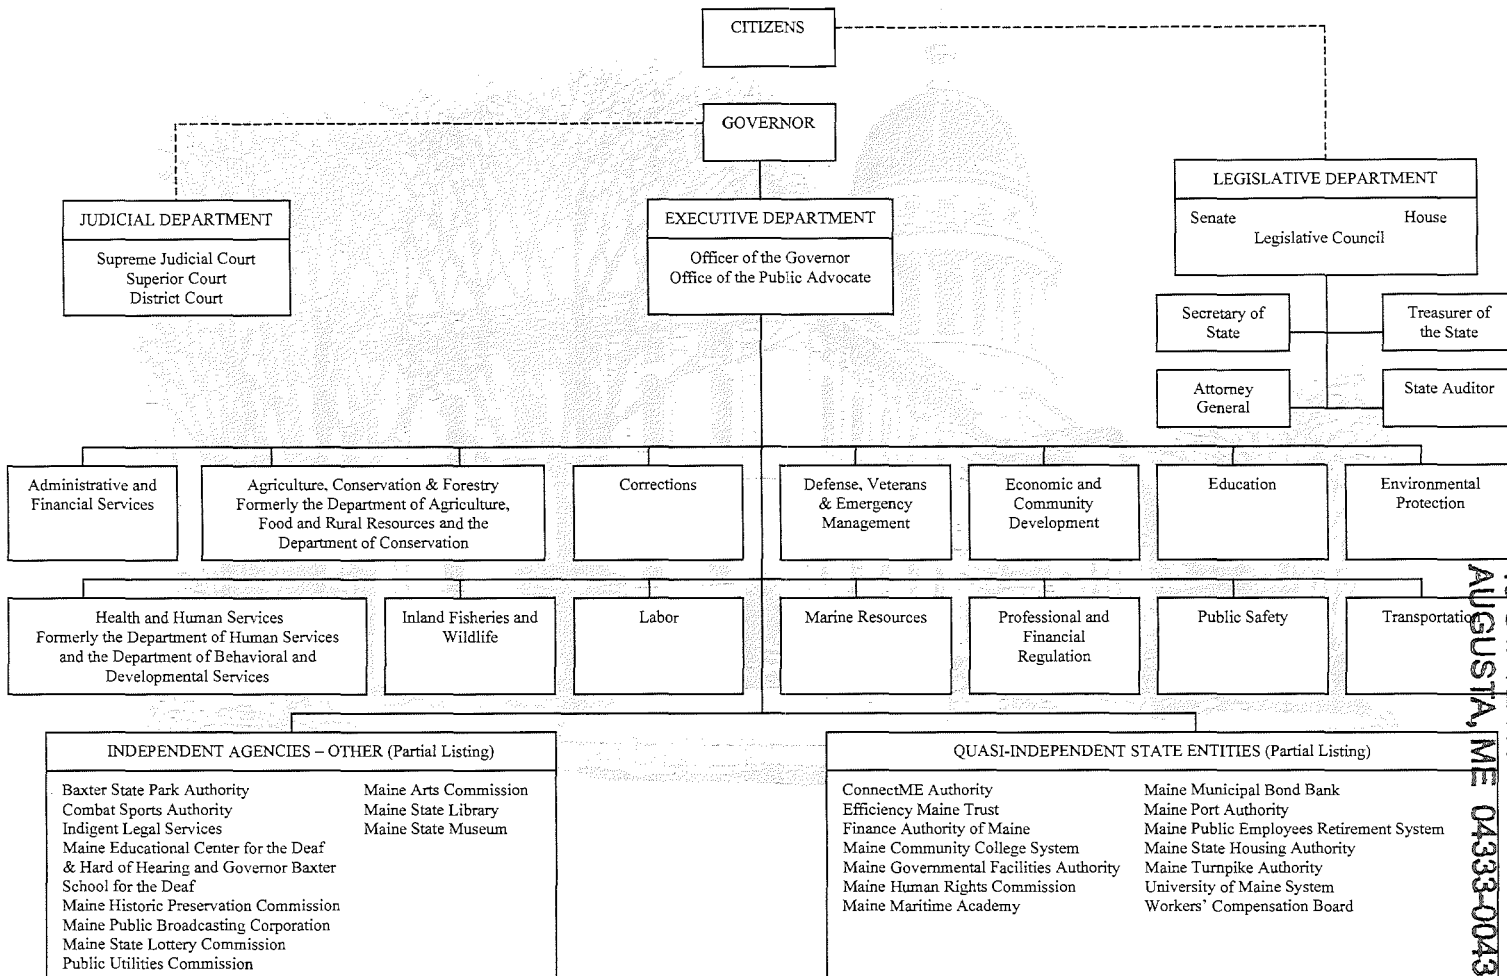 CITIZENS
GOVERNOR
JUDICIAL DEPARTMENT
Supreme Judicial Court
Superior Court
District Court
EXECUTIVE DEPARTMENT
Officer of the Governor
Office of the Public Advocate
LEGISLATIVE DEPARTMENT
Senate House
Legislative Council
Secretary of
State
Treasurer of
the State
Attorney
General
State Auditor
Administrative and
Financial Services
Agriculture, Conservation & Forestry
Formerly the Department of Agriculture,
Food and Rural Resources and the
Department of Conservation
Corrections
Defense, Veterans
& Emergency
Management
Economic and
Community
Development
Education
Environmental
Protection
Health and Human Services
Formerly the Department of Human Services
and the Department of Behavioral and
Developmental Services
Inland Fisheries and
Wildlife
Labor
Marine Resources
Professional and
Financial
Regulation
Public Safety
Transportation
INDEPENDENT AGENCIES – OTHER (Partial Listing)
Baxter State Park Authority
Combat Sports Authority
Indigent Legal Services
Maine Educational Center for the Deaf
& Hard of Hearing and Governor Baxter
School for the Deaf
Maine Historic Preservation Commission
Maine Public Broadcasting Corporation
Maine State Lottery Commission
Public Utilities Commission
Maine Arts Commission
Maine State Library
Maine State Museum
QUASI-INDEPENDENT STATE ENTITIES (Partial Listing)
ConnectME Authority
Efficiency Maine Trust
Finance Authority of Maine
Maine Community College System
Maine Governmental Facilities Authority
Maine Human Rights Commission
Maine Maritime Academy
Maine Municipal Bond Bank
Maine Port Authority
Maine Public Employees Retirement System
Maine State Housing Authority
Maine Turnpike Authority
University of Maine System
Workers' Compensation Board
AUGUSTA, ME 04333-0043